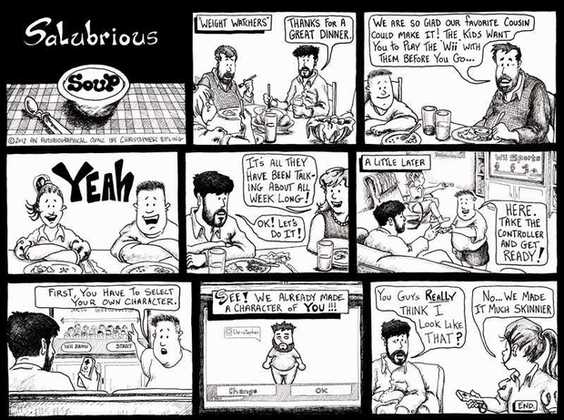 Salubrious
Soup
©2012 AN AUTOBIOGRAPHICAL COMIC BY CHRISTOPHER
"WEIGHT WATCHERS"
THANKS FOR A
GREAT DINNER.
WE ARE SO GLAD OUR FAVORITE COUSIN
COULD MAKE IT! THE KIDS WANT
YOU TO PLAY THE "Wii" WITH
THEM BEFORE YOU GO...
YEAH
IT'S ALL THEY
HAVE BEEN TALK-
ING ABOUT ALL
WEEK LONG!
OK! LET'S
DO IT!
A LITTLE LATER
Wii Sports
HERE.
TAKE THE
CONTROLLER
AND GET
READY!
FIRST, YOU HAVE TO SELECT
YOUR OWN CHARACTER.
START
SEE! WE ALREADY MADE
A CHARACTER OF YOU!!!
Change
OK
YOU GUYS REALLY
THINK I
LOOK LIKE
THAT?
NO... WE MADE
IT MUCH SKINNIER
END.